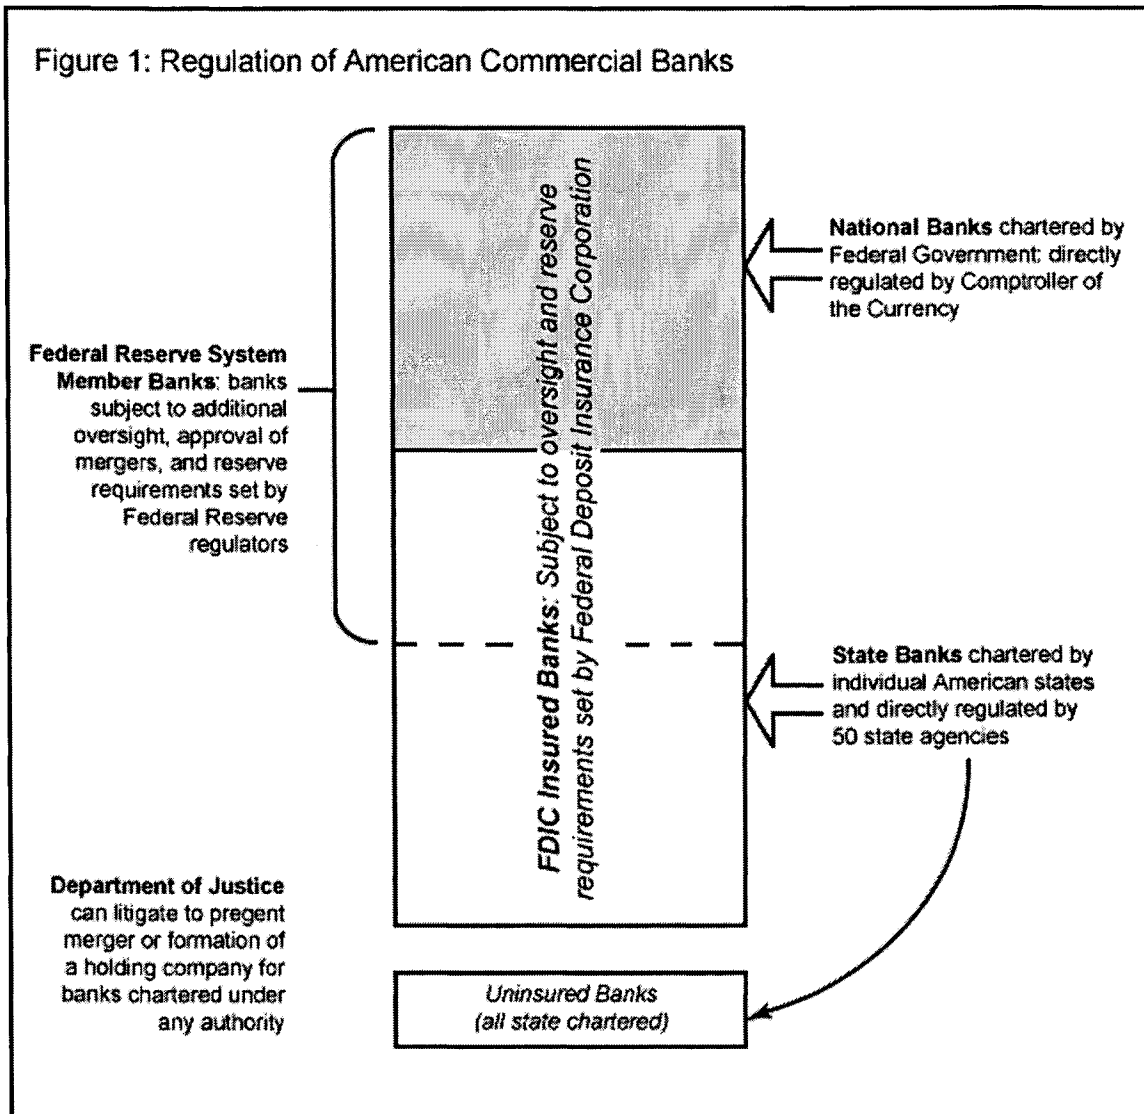 Figure 1: Regulation of American Commercial Banks
National Banks chartered by
Federal Government: directly
regulated by Comptroller of
the Currency
Federal Reserve System
Member Banks: banks
subject to additional
oversight, approval of
mergers, and reserve
requirements set by
Federal Reserve
regulators
FDIC Insured Banks: Subject to oversight and reserve
requirements set by Federal Deposit Insurance Corporation
State Banks chartered by
individual American states
and directly regulated by
50 state agencies
Department of Justice
can litigate to pregent
merger or formation of
a holding company for
banks chartered under
any authority
Uninsured Banks
(all state chartered)